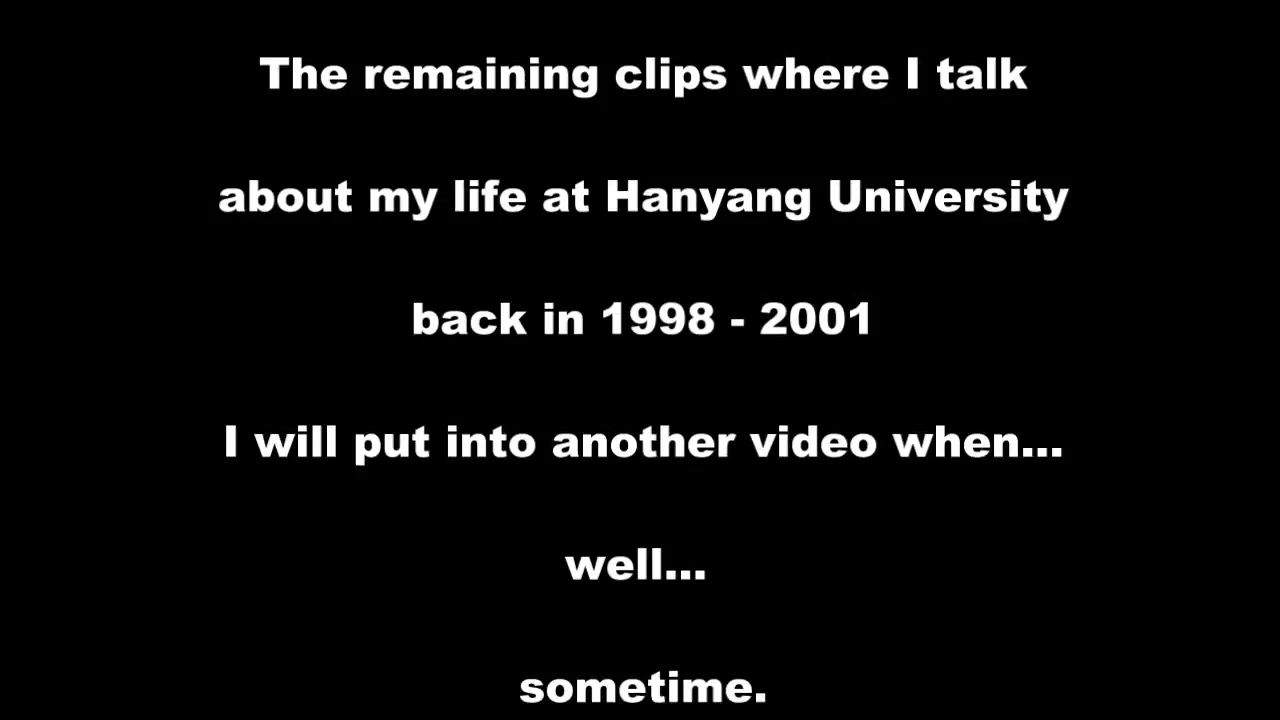 The remaining clips where I talk
about my life at Hanyang University
back in 1998 - 2001
I will put into another video when...
well...
sometime.